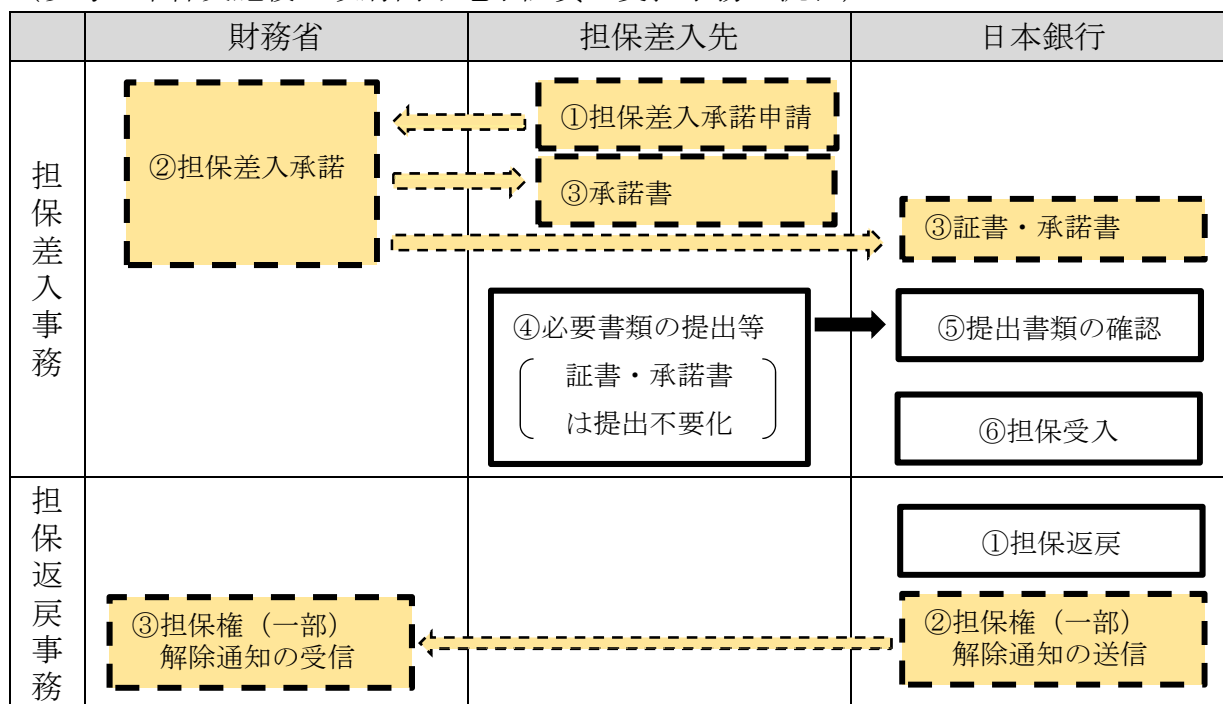 財務省
担保差入先
日本銀行
担保差入事務
②担保差入承諾
①担保差入承諾申請
③承諾書
③証書・承諾書
④必要書類の提出等
証書・承諾書
は提出不要化
⑤提出書類の確認
⑥担保受入
担保返戻事務
①担保返戻
③担保権（一部）
解除通知の受信
②担保権（一部）
解除通知の送信